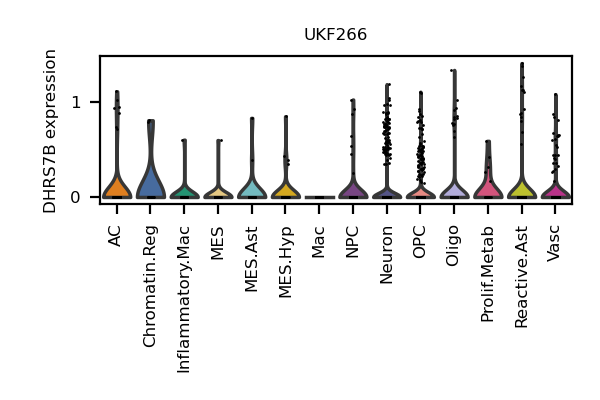 UKF266
DHRS7B expression
1
0
AC
Chromatin.Reg
Inflammatory.Mac
MES
MES.Ast
MES.Hyp
Mac
NPC
Neuron
OPC
Oligo
Prolif.Metab
Reactive.Ast
Vasc